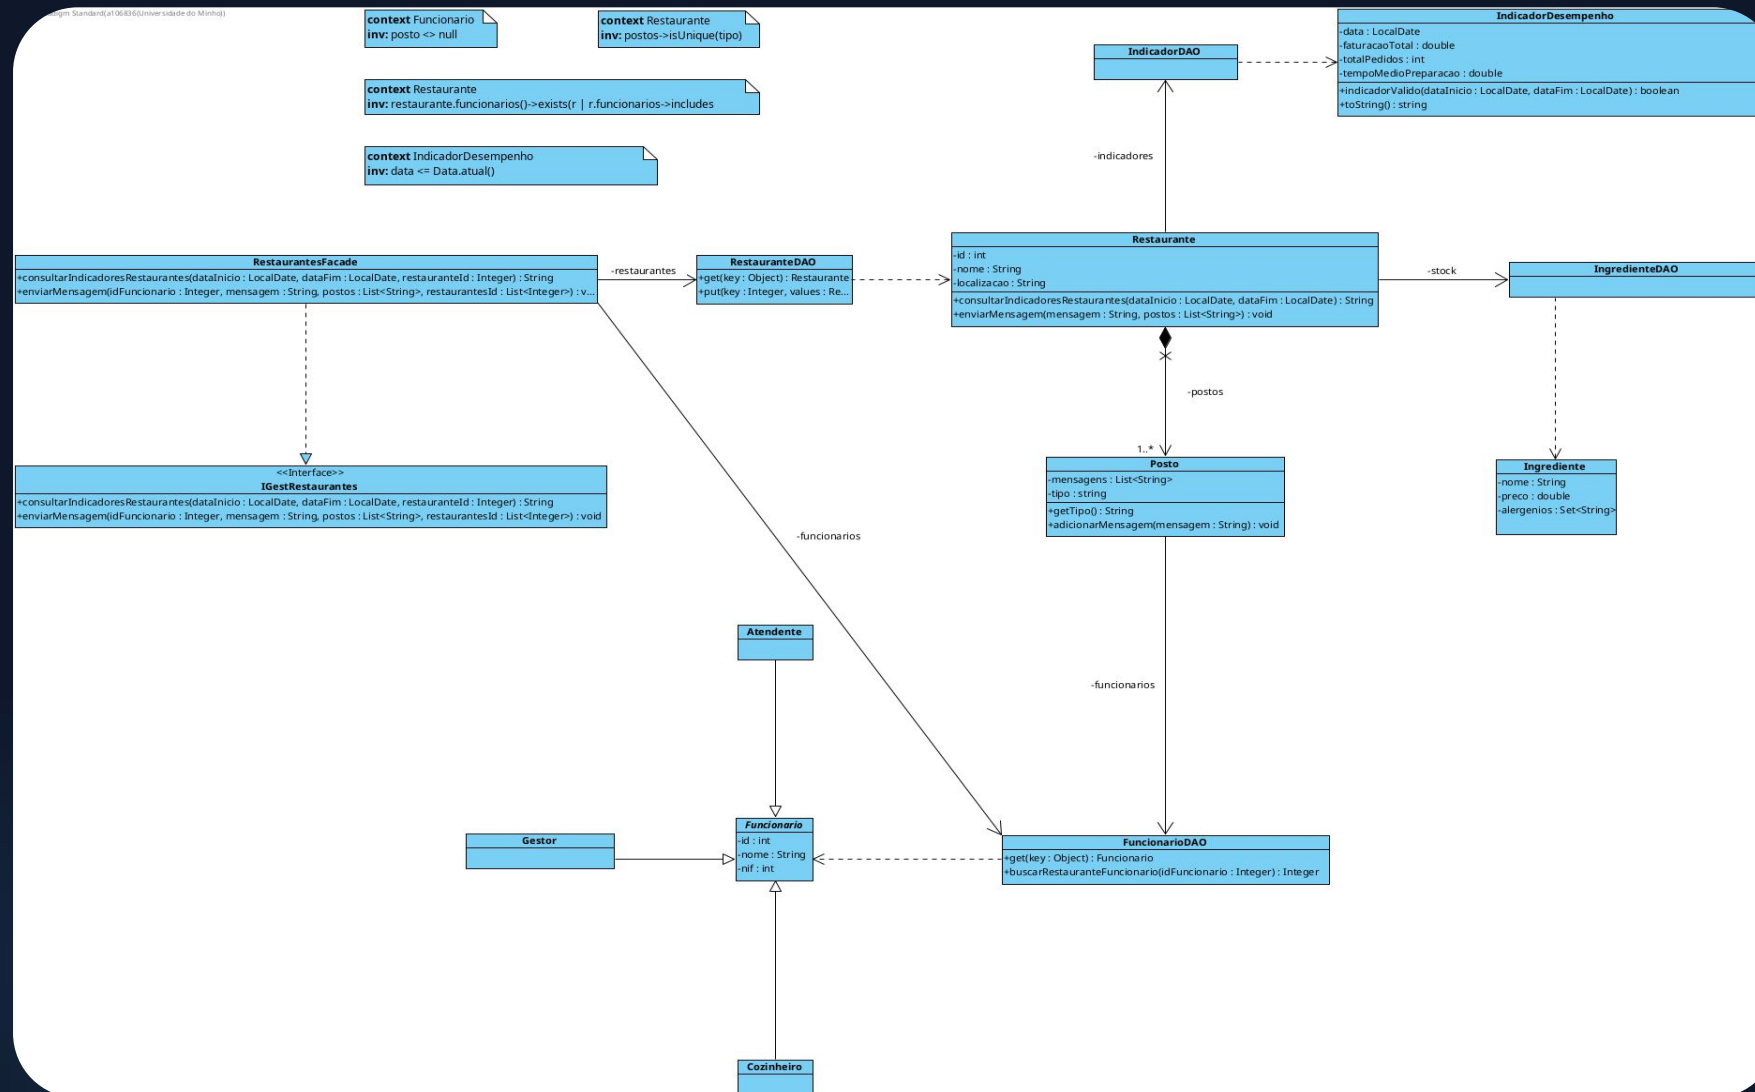 digm Standard(a106836(Universidade do Minho))
context Funcionario
inv: posto <> null
context Restaurante
inv: postos->isUnique(tipo)
context Restaurante
inv: restaurante.funcionarios()->exists(r | r.funcionarios->includes
context IndicadorDesempenho
inv: data <= Data.atual()
IndicadorDAO
IndicadorDesempenho
-data : LocalDate
-faturacaoTotal : double
-totalPedidos : int
-tempoMedioPreparacao : double
+indicadorValido(dataInicio : LocalDate, dataFim : LocalDate) : boolean
+toString() : string
-indicadores
RestaurantesFacade
+consultarIndicadoresRestaurantes(dataInicio : LocalDate, dataFim : LocalDate, restauranteId : Integer) : String
+enviarMensagem(idFuncionario : Integer, mensagem : String, postos : List<String>, restaurantesId : List<Integer>) : v...
-restaurantes
RestauranteDAO
+get(key : Object) : Restaurante
+put(key : Integer, values : Re...
Restaurante
-id : int
-nome : String
-localizacao : String
+consultarIndicadoresRestaurantes(dataInicio : LocalDate, dataFim : LocalDate) : String
+enviarMensagem(mensagem : String, postos : List<String>) : void
-stock
IngredienteDAO
-postos
1..*
<<Interface>>
IGestRestaurantes
+consultarIndicadoresRestaurantes(dataInicio : LocalDate, dataFim : LocalDate, restauranteId : Integer) : String
+enviarMensagem(idFuncionario : Integer, mensagem : String, postos : List<String>, restaurantesId : List<Integer>) : void
Posto
-mensagens : List<String>
-tipo : string
+getTipo() : String
+adicionarMensagem(mensagem : String) : void
Ingrediente
-nome : String
-preco : double
-alergenios : Set<String>
-funcionarios
Atendente
-funcionarios
Gestor
Funcionario
-id : int
-nome : String
-nif : int
FuncionarioDAO
+get(key : Object) : Funcionario
+buscarRestauranteFuncionario(idFuncionario : Integer) : Integer
Cozinheiro